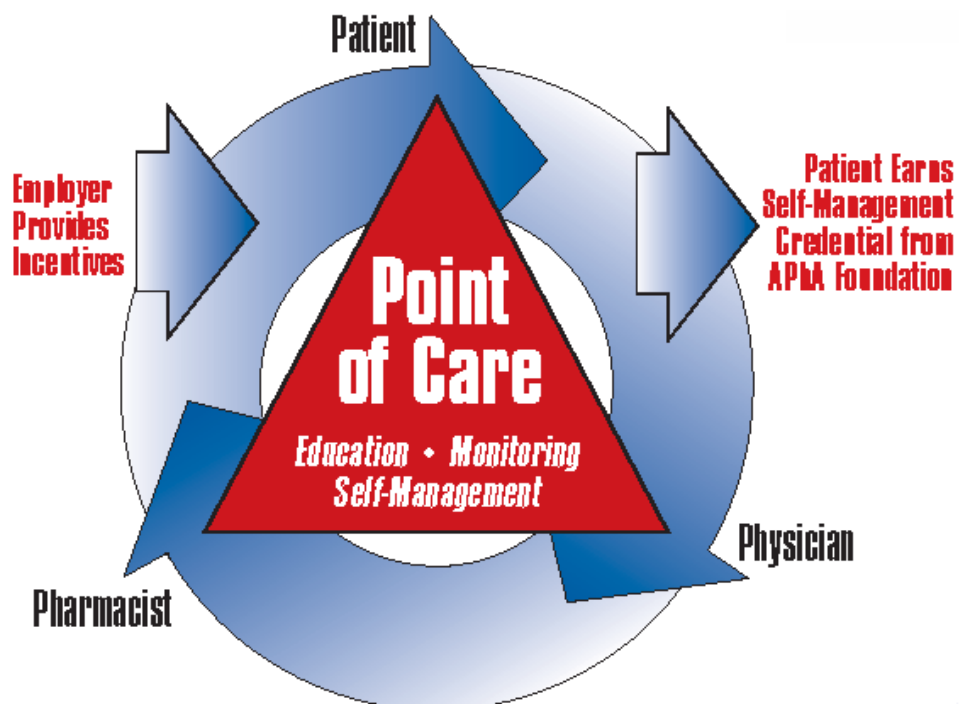 Patient
Employer
Provides
Incentives
Patient Earns
Self-Management
Credential from
APhA Foundation
Point
of Care
Education • Monitoring
Self-Management
Physician
Pharmacist